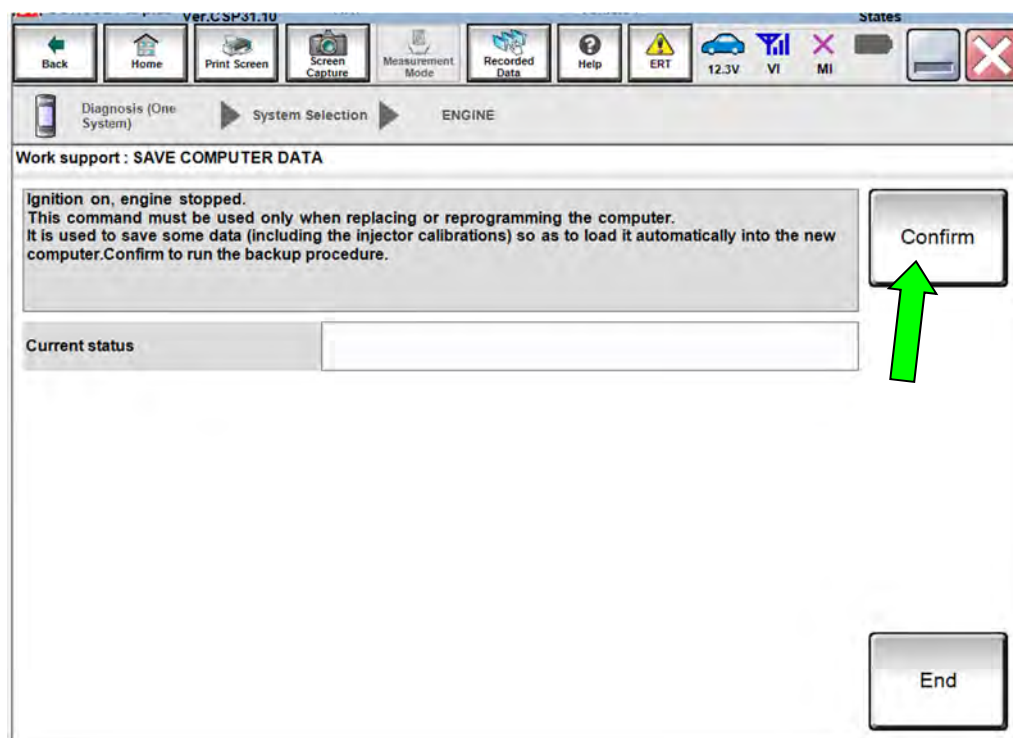 Ver.CSP31.10
States
Back
Home
Print Screen
Screen Capture
Measurement Mode
Recorded Data
Help
ERT
12.3V
VI
MI
Diagnosis (One System)
System Selection
ENGINE
Work support : SAVE COMPUTER DATA
Ignition on, engine stopped.
This command must be used only when replacing or reprogramming the computer.
It is used to save some data (including the injector calibrations) so as to load it automatically into the new
computer.Confirm to run the backup procedure.
Confirm
Current status
End